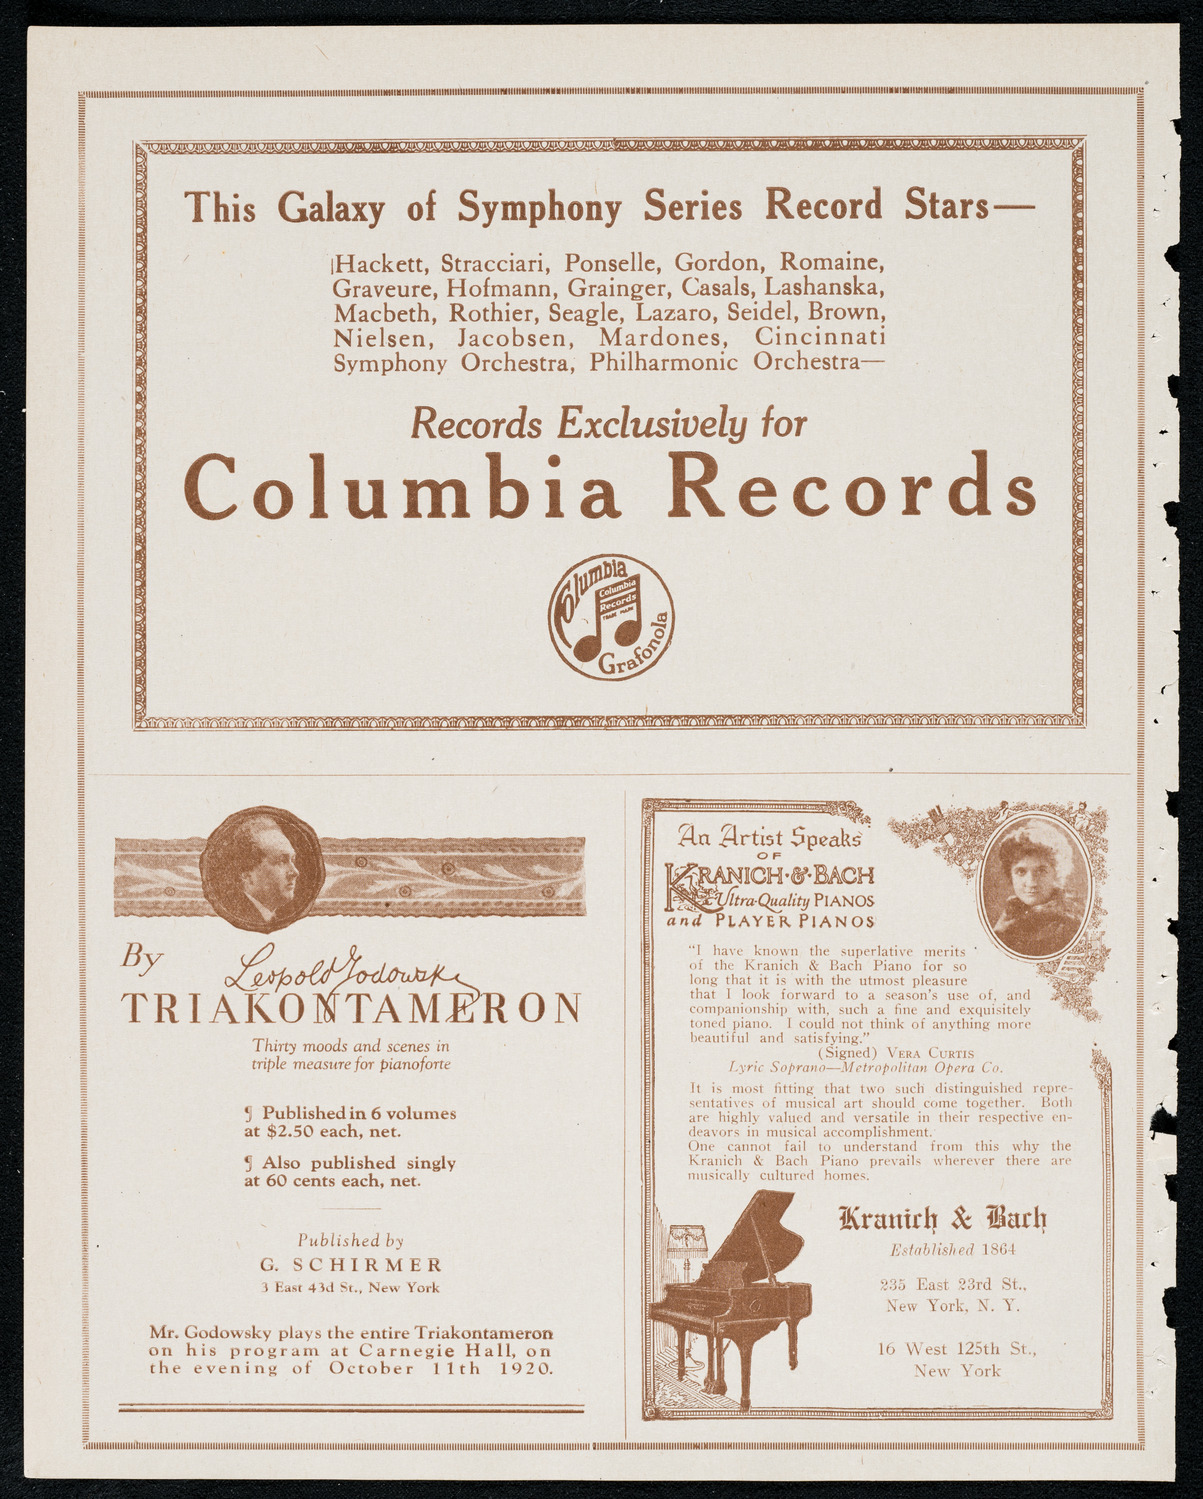 This Galaxy of Symphony Series Record Stars—
Hackett, Stracciari, Ponselle, Gordon, Romaine,
Graveure, Hofmann, Grainger, Casals, Lashanska,
Macbeth, Rothier, Seagle, Lazaro, Seidel, Brown,
Nielsen, Jacobsen, Mardones, Cincinnati
Symphony Orchestra, Philharmonic Orchestra—
Records Exclusively for
Columbia Records
Columbia
Columbia
Records
TRADE MARK
Grafonola
By
Leopold Godowsky
TRIAKONTAMERON
Thirty moods and scenes in
triple measure for pianoforte
¶ Published in 6 volumes
at $2.50 each, net.
¶ Also published singly
at 60 cents each, net.
Published by
G. SCHIRMER
3 East 43d St., New York
Mr. Godowsky plays the entire Triakontameron
on his program at Carnegie Hall, on
the evening of October 11th 1920.
An Artist Speaks
OF
KRANICH·&·BACH
Ultra-Quality PIANOS
and PLAYER PIANOS
"I have known the superlative merits
of the Kranich & Bach Piano for so
long that it is with the utmost pleasure
that I look forward to a season's use of, and
companionship with, such a fine and exquisitely
toned piano. I could not think of anything more
beautiful and satisfying."
(Signed) VERA CURTIS
Lyric Soprano—Metropolitan Opera Co.
It is most fitting that two such distinguished repre-
sentatives of musical art should come together. Both
are highly valued and versatile in their respective en-
deavors in musical accomplishment.
One cannot fail to understand from this why the
Kranich & Bach Piano prevails wherever there are
musically cultured homes.
Kranich & Bach
Established 1864
235 East 23rd St.,
New York, N. Y.
16 West 125th St.,
New York